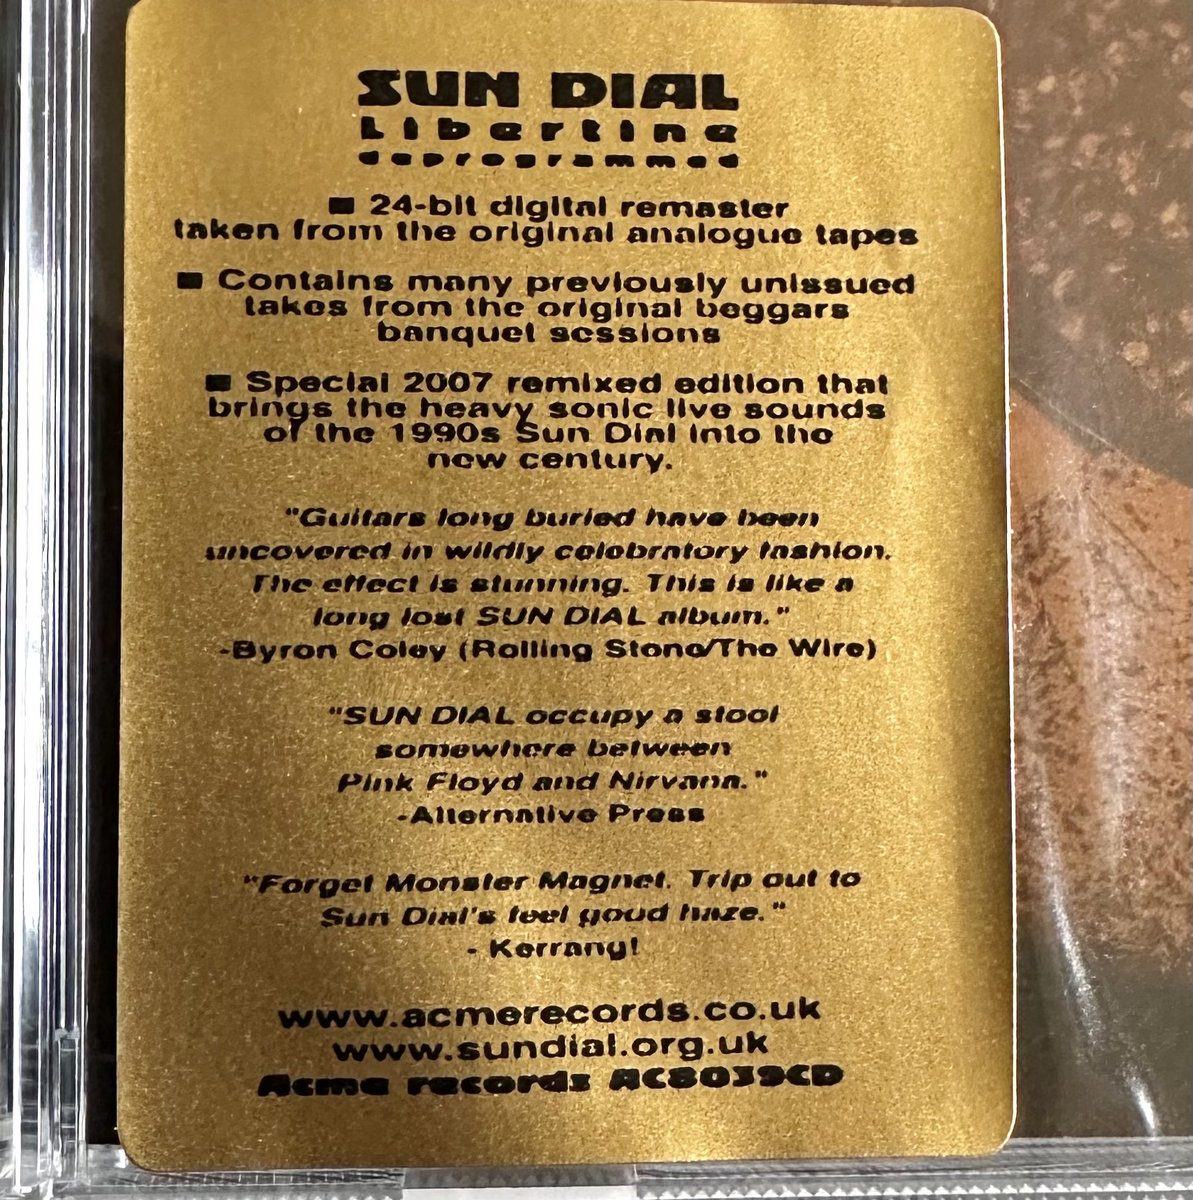 SUN DIAL
Libertine
deprogrammed
■ 24-bit digital remaster
taken from the original analogue tapes
■ Contains many previously unissued
takes from the original beggars
banquet sessions
■ Special 2007 remixed edition that
brings the heavy sonic live sounds
of the 1990s Sun Dial into the
new century.
"Guitars long buried have been
uncovered in wildly celebratory fashion.
The effect is stunning. This is like a
long lost SUN DIAL album."
-Byron Coley (Rolling Stone/The Wire)
"SUN DIAL occupy a stool
somewhere between
Pink Floyd and Nirvana."
-Alternative Press
"Forget Monster Magnet. Trip out to
Sun Dial's feel good haze."
- Kerrang!
www.acmerecords.co.uk
www.sundial.org.uk
Acme records AC8039CD